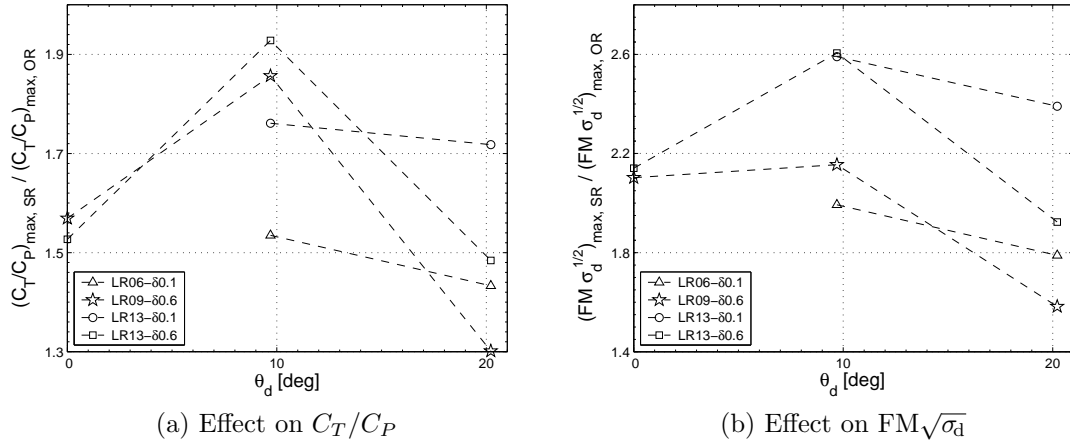 (C_T/C_P)_max, SR / (C_T/C_P)_max, OR
1.9
1.7
1.5
1.3
LR06−δ0.1
LR09−δ0.6
LR13−δ0.1
LR13−δ0.6
0
10
20
θ_d [deg]
(a) Effect on C_T/C_P
(FM σ_d^1/2)_max, SR / (FM σ_d^1/2)_max, OR
2.6
2.2
1.8
1.4
LR06−δ0.1
LR09−δ0.6
LR13−δ0.1
LR13−δ0.6
0
10
20
θ_d [deg]
(b) Effect on FM√σ_d